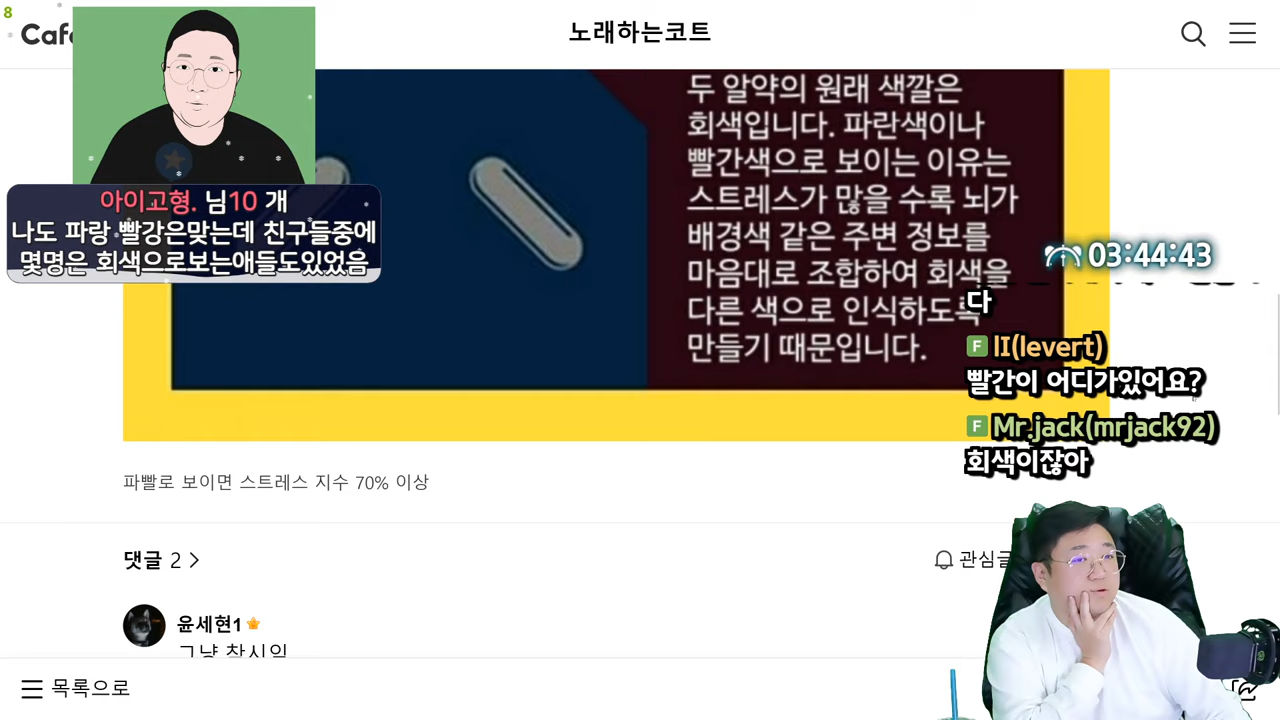 8
Cafe
노래하는코트
두 알약의 원래 색깔은
회색입니다. 파란색이나
빨간색으로 보이는 이유는
스트레스가 많을 수록 뇌가
배경색 같은 주변 정보를
마음대로 조합하여 회색을
다른 색으로 인식하도록
만들기 때문입니다.
아이고형. 님10 개
나도 파랑 빨강은맞는데 친구들중에
몇명은 회색으로보는애들도있었음
03:44:43
다
F lI(levert)
빨간이 어디가있어요?
F Mr.jack(mrjack92)
회색이잖아
파빨로 보이면 스트레스 지수 70% 이상
댓글 2
관심글
윤세현1
그냥 착시임
목록으로